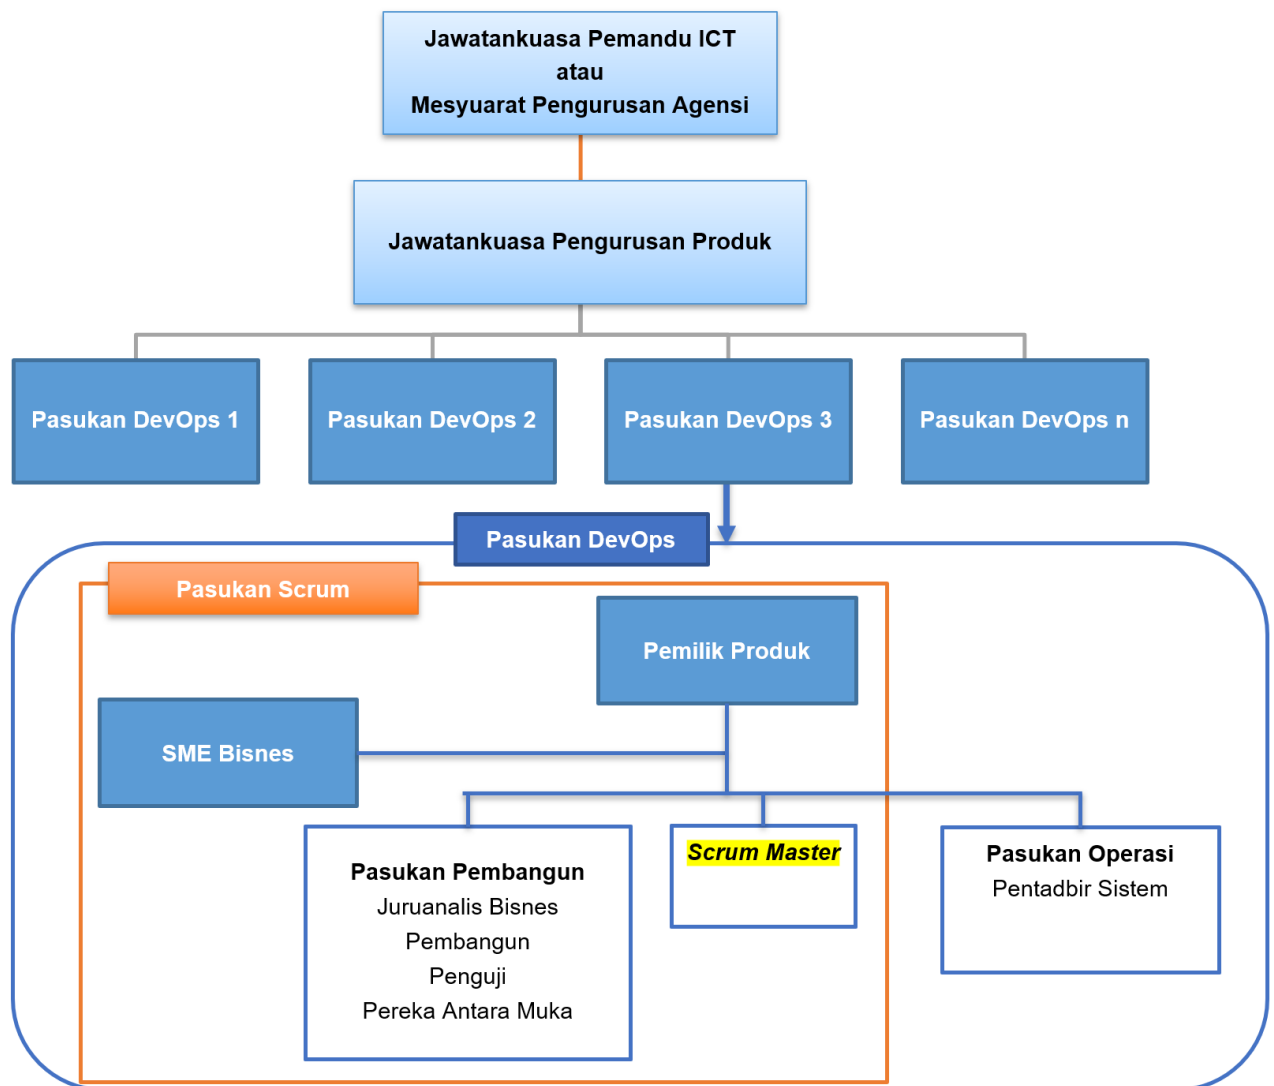 Jawatankuasa Pemandu ICT
atau
Mesyuarat Pengurusan Agensi
Jawatankuasa Pengurusan Produk
Pasukan DevOps 1
Pasukan DevOps 2
Pasukan DevOps 3
Pasukan DevOps n
Pasukan DevOps
Pasukan Scrum
Pemilik Produk
SME Bisnes
Pasukan Pembangun
Juruanalis Bisnes
Pembangun
Penguji
Pereka Antara Muka
Scrum Master
Pasukan Operasi
Pentadbir Sistem